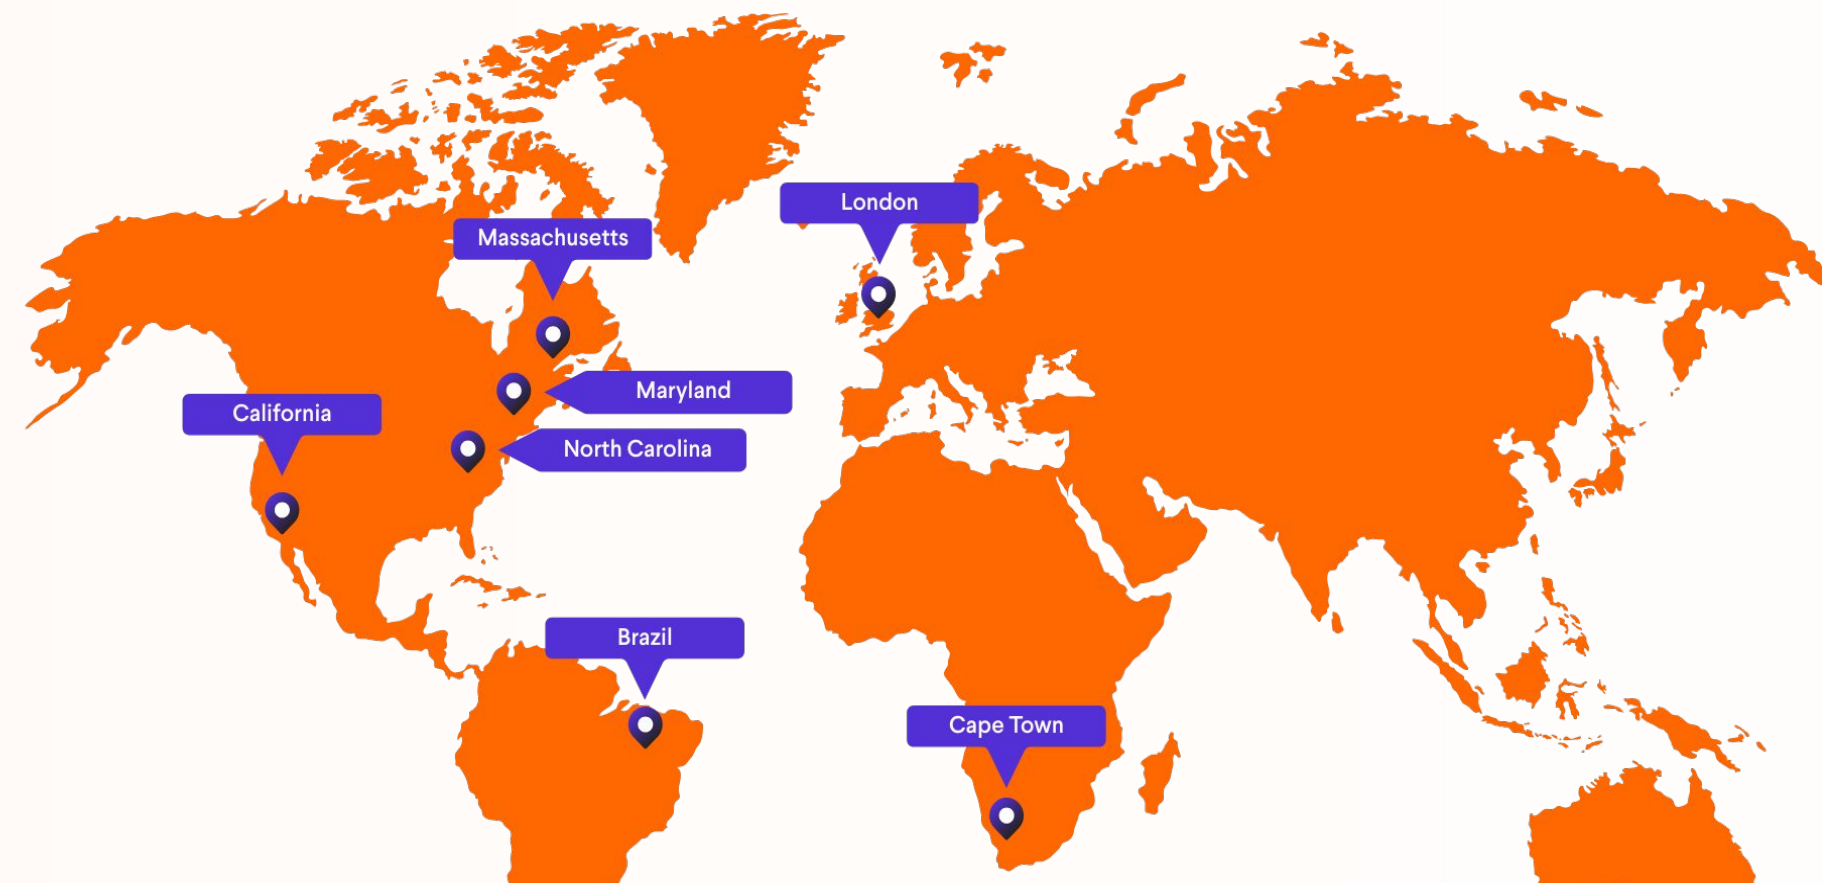 London
Massachusetts
Maryland
California
North Carolina
Brazil
Cape Town